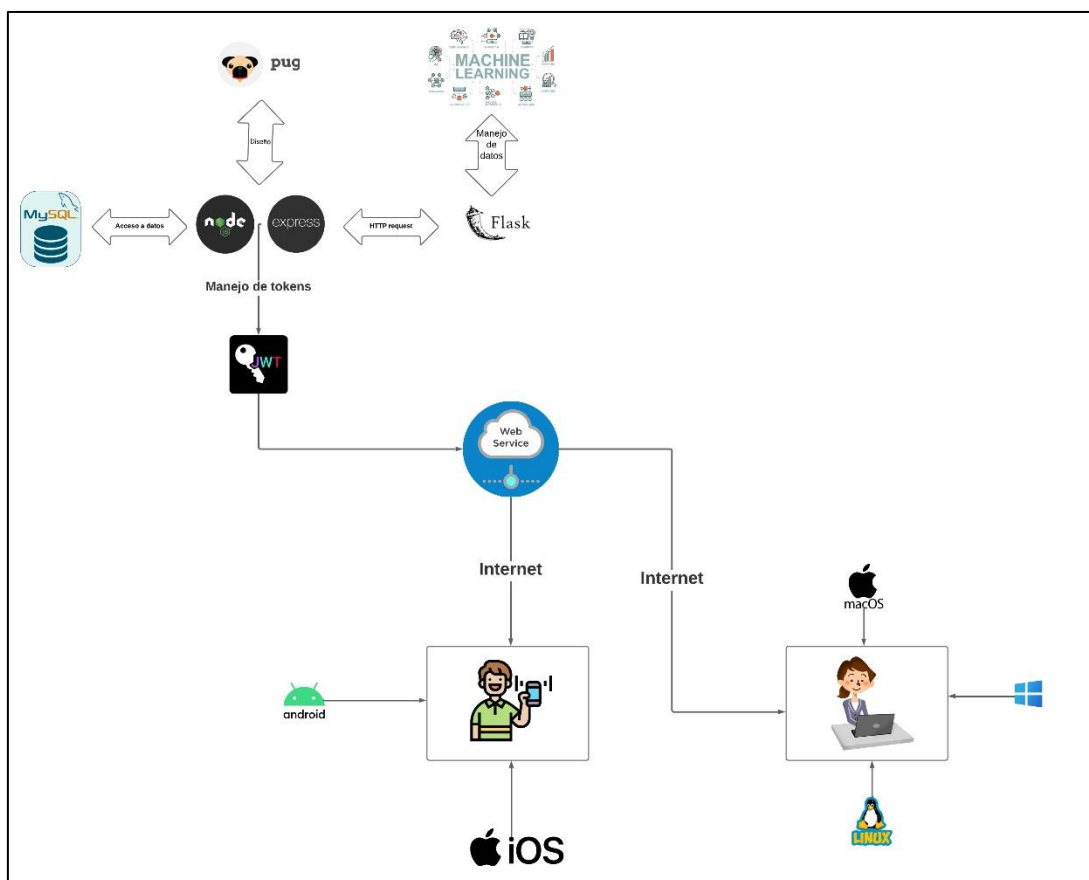 pug
MACHINE
LEARNING
Diseño
Manejo
de
datos
MySQL
Acceso a datos
node
JS
express
HTTP request
Flask
Manejo de tokens
JWT
Web
Service
Internet
Internet
macOS
android
LINUX
iOS